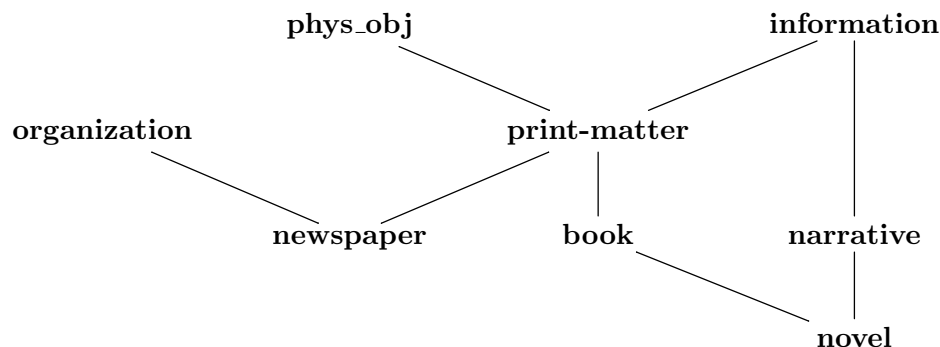 phys_obj information
organization print-matter
newspaper book narrative
novel